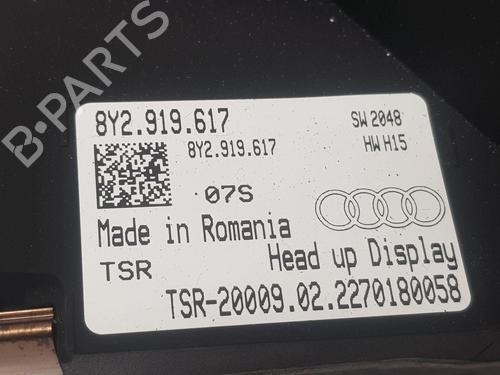 B-PARTS
8Y2.919.617
SW 2048
8Y2.919.617
HW H15
07S
Made in Romania
TSR
Head up Display
TSR-20009.02.2270180058